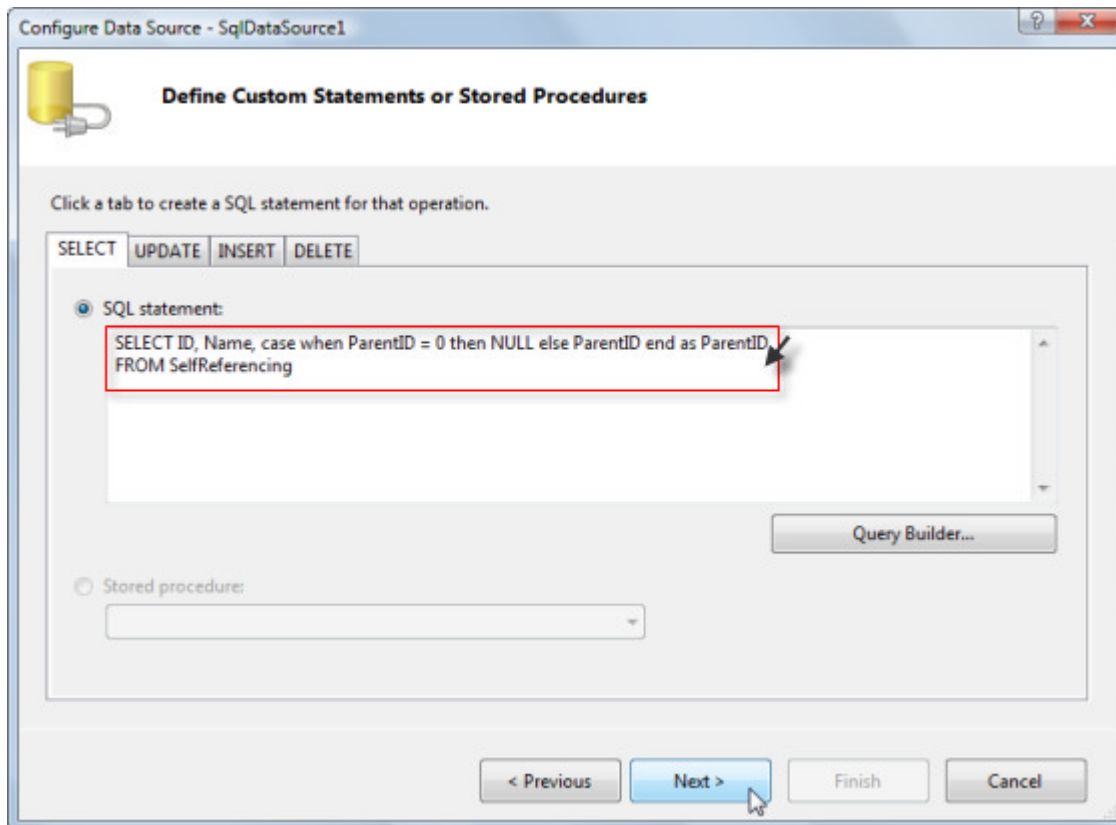 Configure Data Source - SqlDataSource1
Define Custom Statements or Stored Procedures
Click a tab to create a SQL statement for that operation.
SELECT UPDATE INSERT DELETE
SQL statement:
SELECT ID, Name, case when ParentID = 0 then NULL else ParentID end as ParentID
FROM SelfReferencing
Query Builder...
Stored procedure:
< Previous Next > Finish Cancel